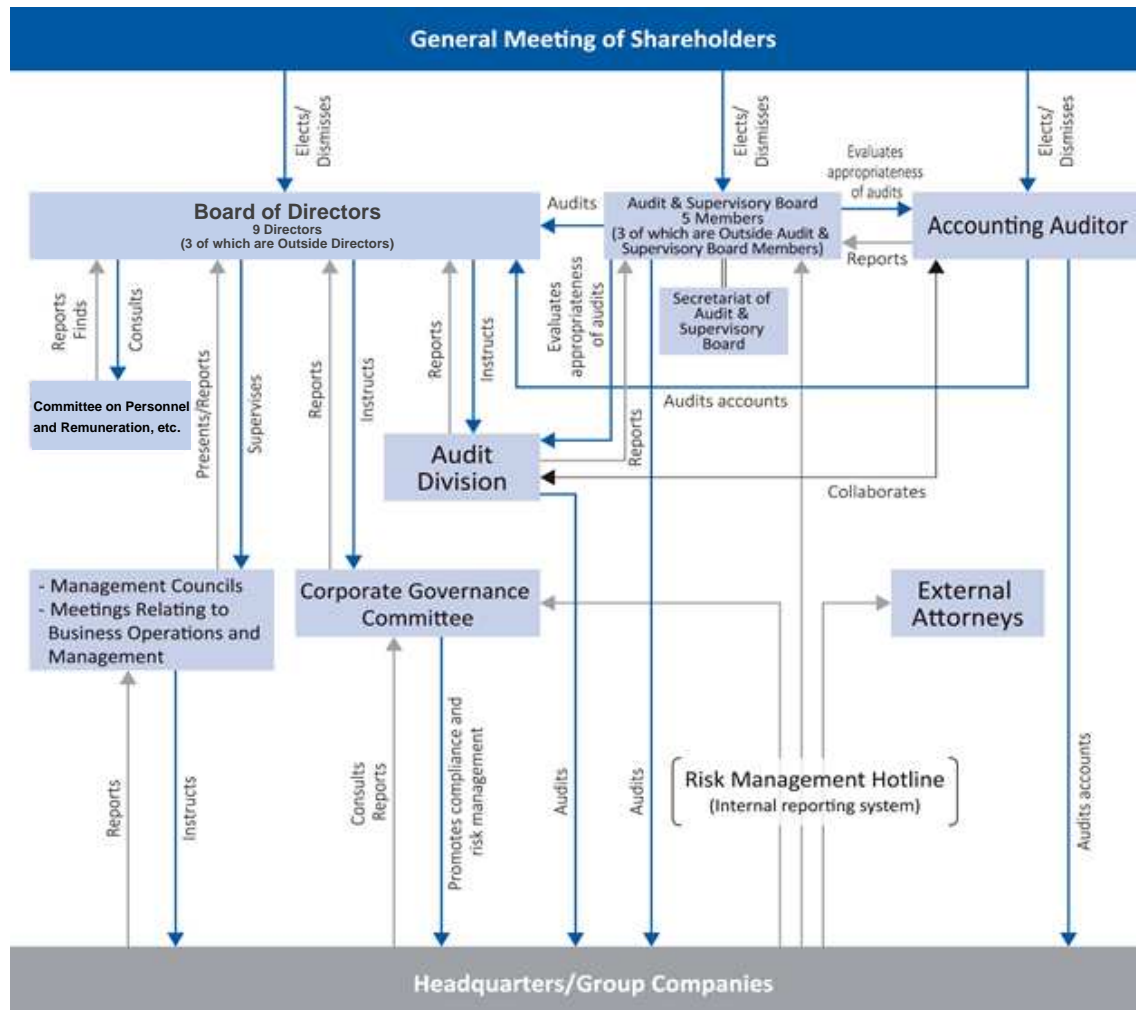 General Meeting of Shareholders
Elects/
Dismisses
Elects/
Dismisses
Elects/
Dismisses
Evaluates
appropriateness
of audits
Board of Directors
9 Directors
(3 of which are Outside Directors)
Audits
Audit & Supervisory Board
5 Members
(3 of which are Outside Audit &
Supervisory Board Members)
Accounting Auditor
Reports
Reports
Finds
Consults
Presents/Reports
Supervises
Reports
Instructs
Reports
Instructs
Evaluates
appropriateness
of audits
Reports
Secretariat of
Audit &
Supervisory
Board
Audits accounts
Committee on Personnel
and Remuneration, etc.
Audit
Division
Collaborates
- Management Councils
- Meetings Relating to
Business Operations and
Management
Corporate Governance
Committee
External
Attorneys
Reports
Instructs
Consults
Reports
Promotes compliance and
risk management
Audits
Audits
Risk Management Hotline
(Internal reporting system)
Audits accounts
Headquarters/Group Companies